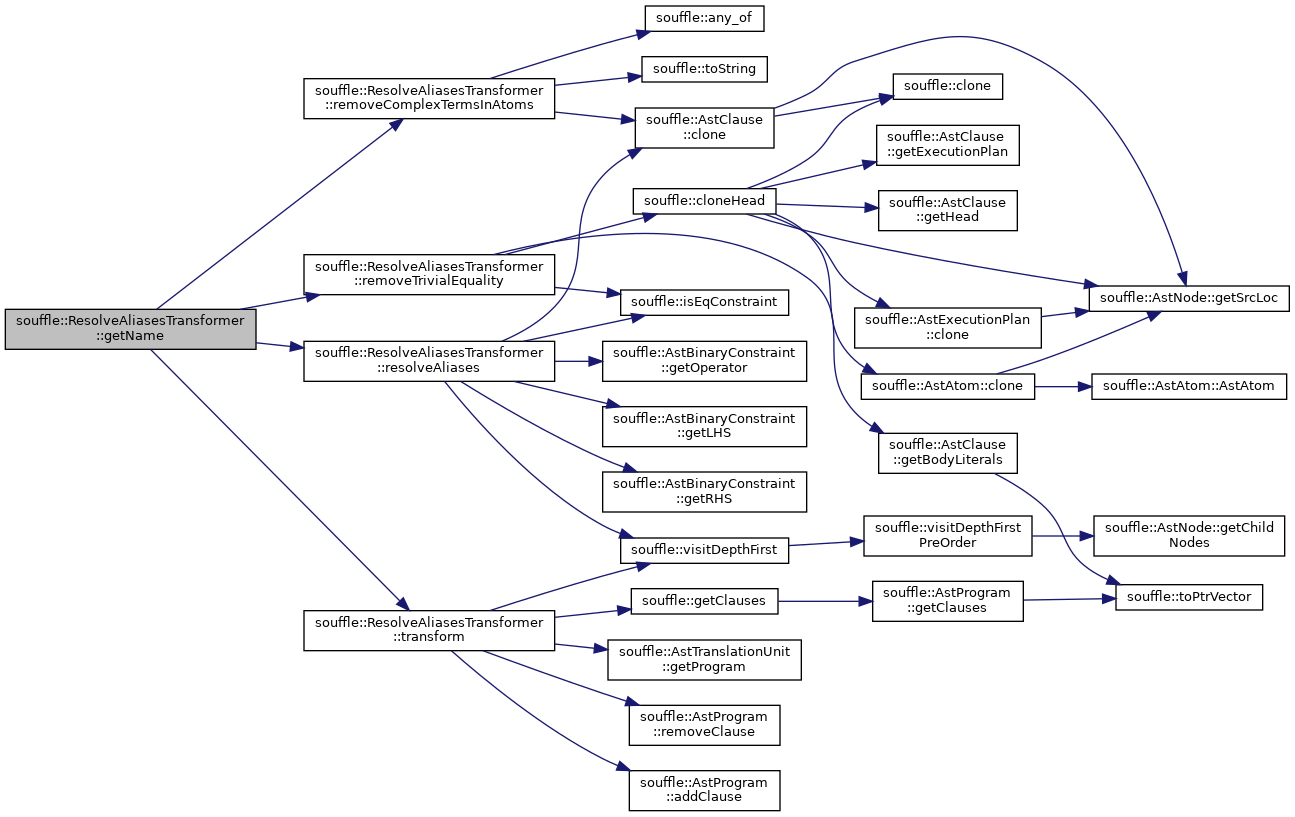 souffle::ResolveAliasesTransformer
::getName
souffle::ResolveAliasesTransformer
::removeComplexTermsInAtoms
souffle::ResolveAliasesTransformer
::removeTrivialEquality
souffle::ResolveAliasesTransformer
::resolveAliases
souffle::ResolveAliasesTransformer
::transform
souffle::any_of
souffle::toString
souffle::AstClause
::clone
souffle::cloneHead
souffle::isEqConstraint
souffle::AstBinaryConstraint
::getOperator
souffle::AstBinaryConstraint
::getLHS
souffle::AstBinaryConstraint
::getRHS
souffle::visitDepthFirst
souffle::getClauses
souffle::AstTranslationUnit
::getProgram
souffle::AstProgram
::removeClause
souffle::AstProgram
::addClause
souffle::clone
souffle::AstClause
::getExecutionPlan
souffle::AstClause
::getHead
souffle::AstExecutionPlan
::clone
souffle::AstAtom::clone
souffle::AstClause
::getBodyLiterals
souffle::visitDepthFirst
PreOrder
souffle::AstProgram
::getClauses
souffle::AstNode::getSrcLoc
souffle::AstAtom::AstAtom
souffle::AstNode::getChild
Nodes
souffle::toPtrVector